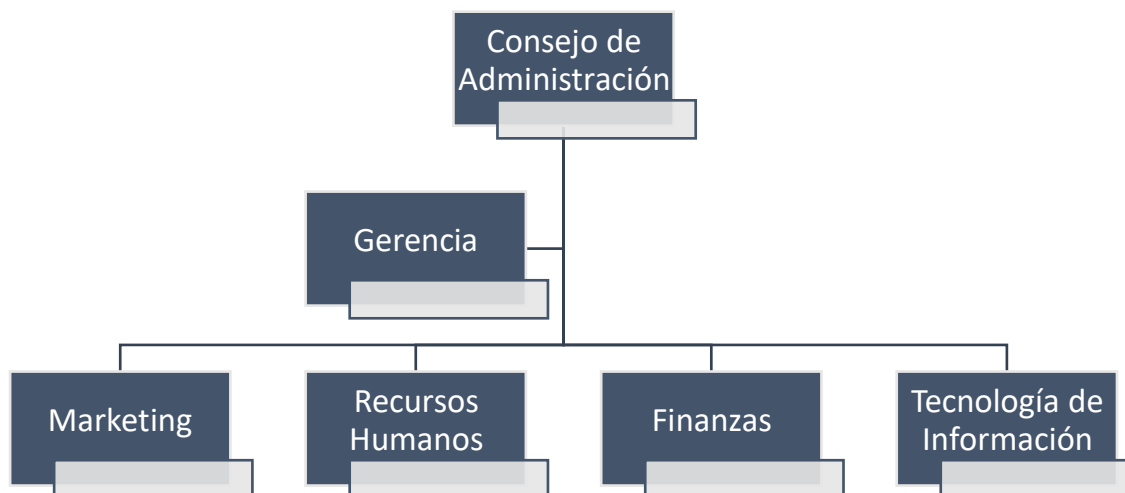 Consejo de
Administración
Gerencia
Marketing
Recursos
Humanos
Finanzas
Tecnología de
Información